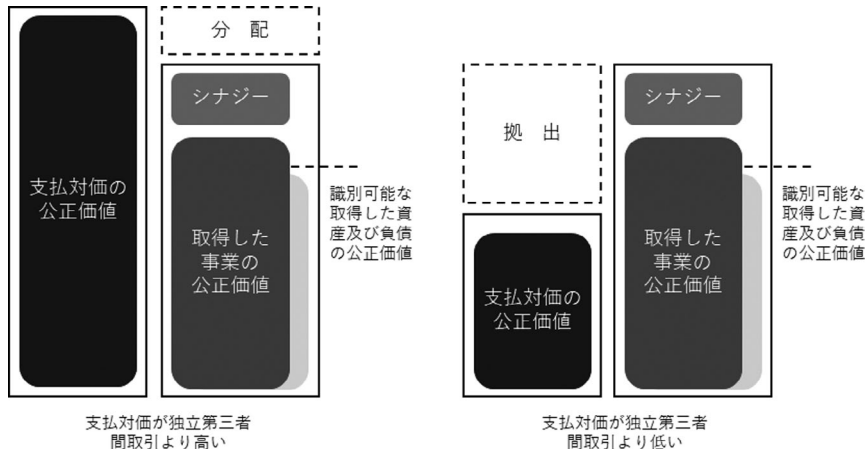 支払対価の
公正価値
分 配
シナジー
取得した
事業の
公正価値
識別可能な
取得した資
産及び負債
の公正価値
支払対価が独立第三者
間取引より高い
拠 出
支払対価の
公正価値
シナジー
取得した
事業の
公正価値
識別可能な
取得した資
産及び負債
の公正価値
支払対価が独立第三者
間取引より低い